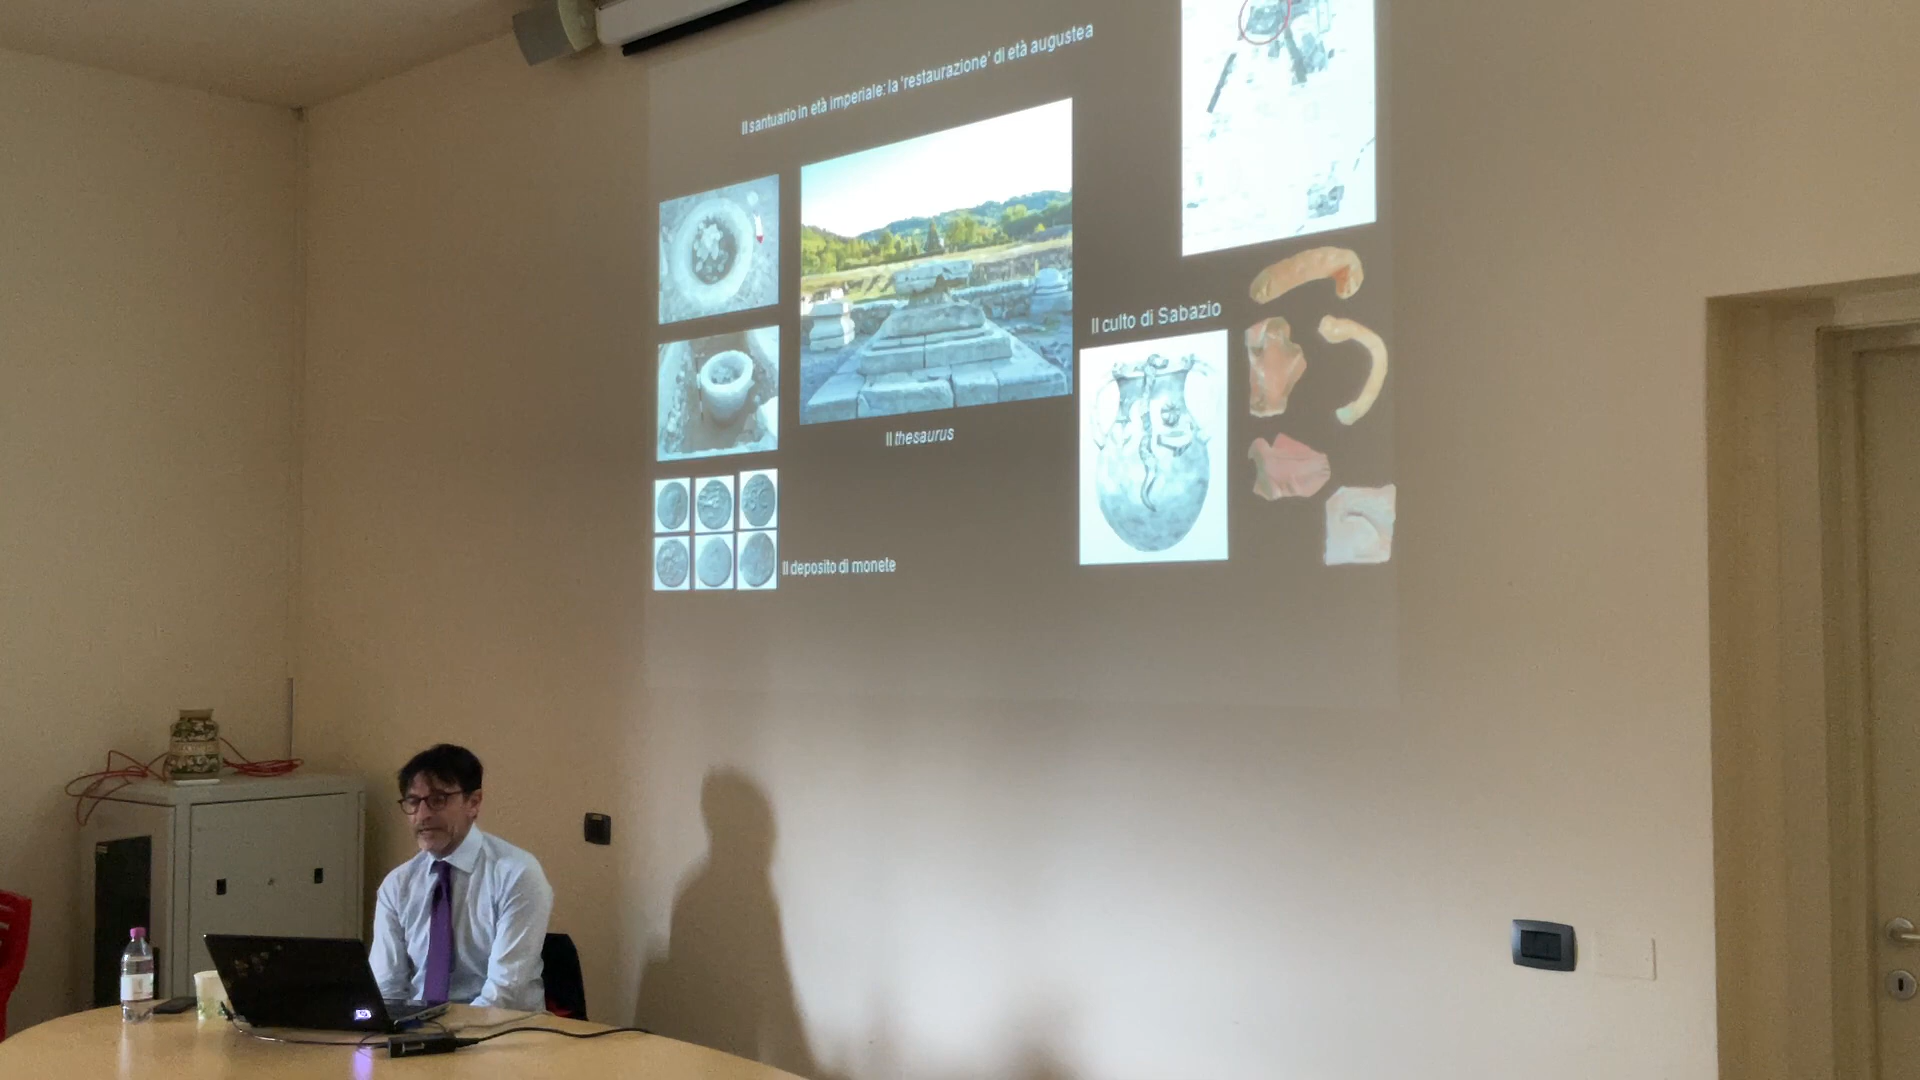 Il santuario in età imperiale: la 'restaurazione' di età augustea
Il culto di Sabazio
Il thesaurus
Il deposito di monete